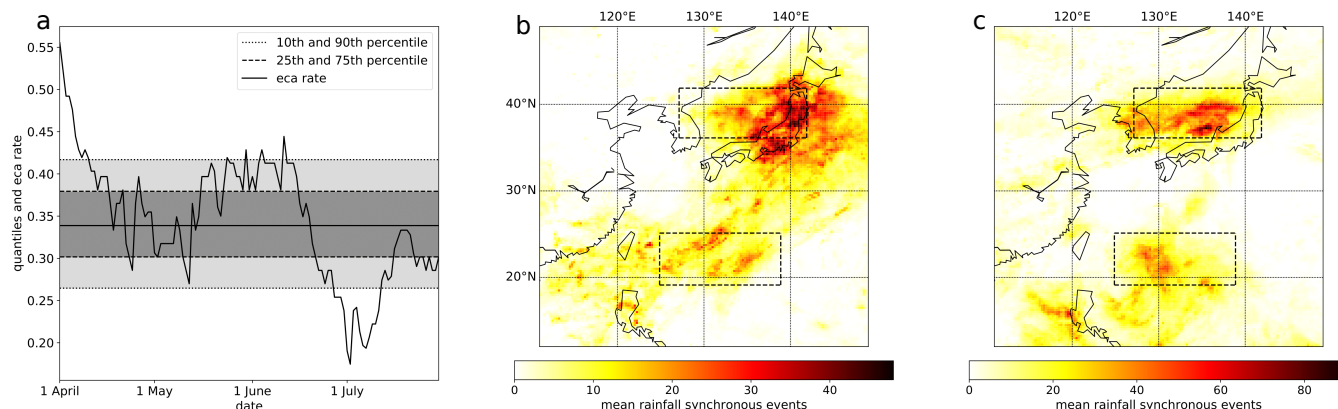 a
quantiles and eca rate
0.55
0.50
0.45
0.40
0.35
0.30
0.25
0.20
1 April
1 May
1 June
1 July
date
10th and 90th percentile
25th and 75th percentile
eca rate
b
120°E
130°E
140°E
40°N
30°N
20°N
0
10
20
30
40
mean rainfall synchronous events
c
120°E
130°E
140°E
0
20
40
60
80
mean rainfall synchronous events